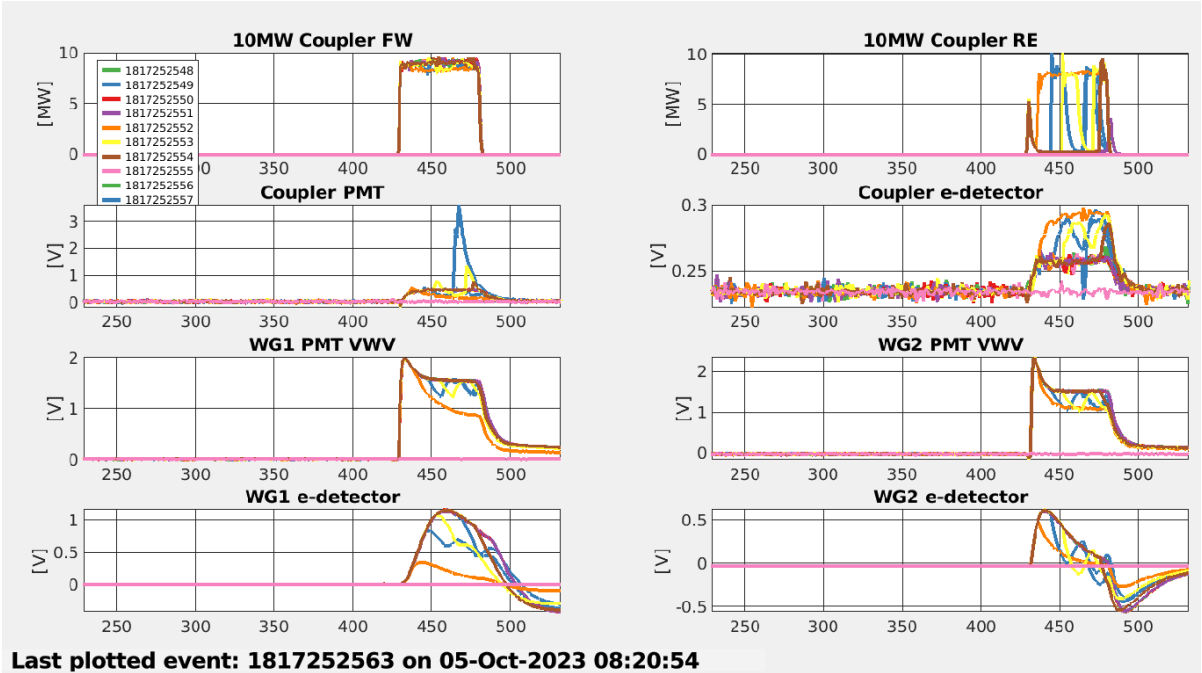 10MW Coupler FW
10MW Coupler RE
10
5
0
[MW]
1817252548
1817252549
1817252550
1817252551
1817252552
1817252553
1817252554
1817252555
1817252556
1817252557
300 350 400 450 500
10
5
0
[MW]
250 300 350 400 450 500
Coupler PMT
Coupler e-detector
3
2
1
0
[V]
250 300 350 400 450 500
0.3
0.25
[V]
250 300 350 400 450 500
WG1 PMT VWV
WG2 PMT VWV
2
1
0
[V]
250 300 350 400 450 500
2
1
0
[V]
250 300 350 400 450 500
WG1 e-detector
WG2 e-detector
1
0.5
0
[V]
250 300 350 400 450 500
0.5
0
-0.5
[V]
250 300 350 400 450 500
Last plotted event: 1817252563 on 05-Oct-2023 08:20:54